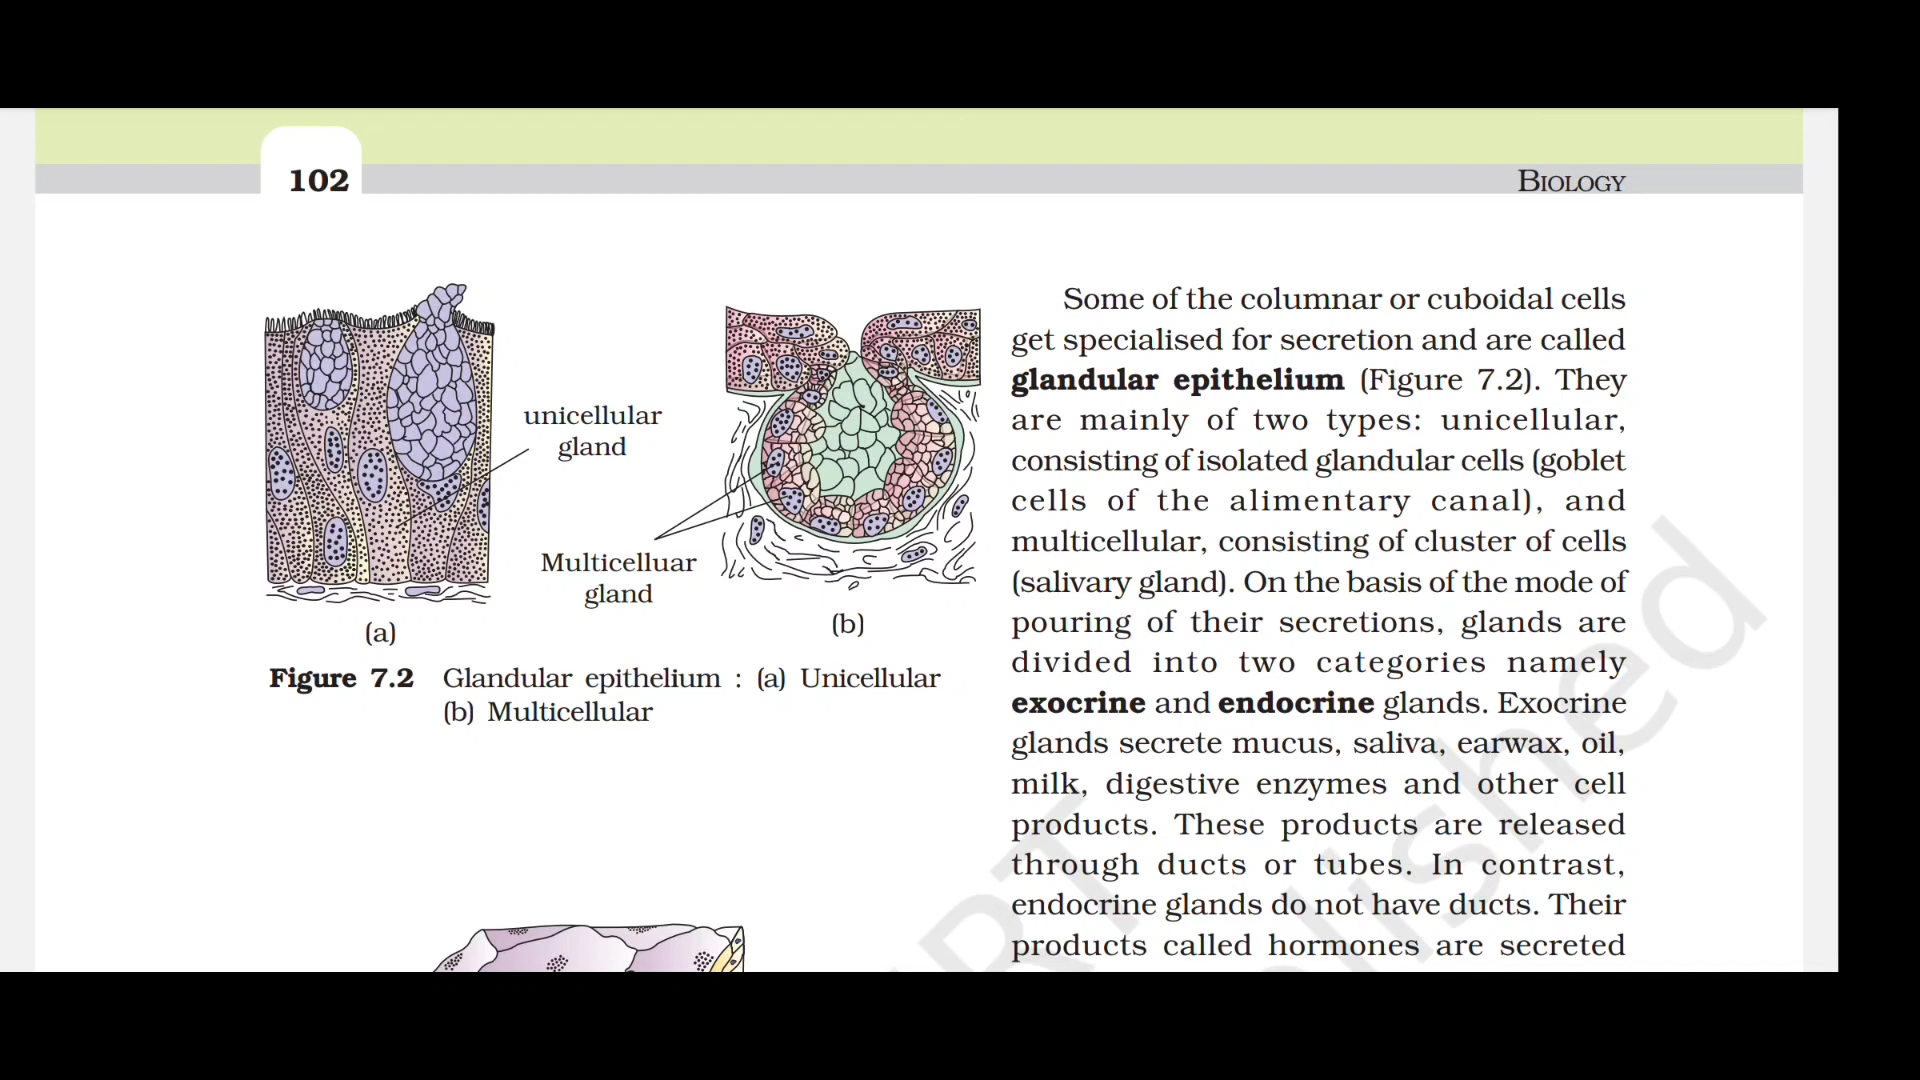 102
BIOLOGY
unicellular
gland
Multicelluar
gland
(a)
(b)
Figure 7.2 Glandular epithelium : (a) Unicellular
(b) Multicellular
Some of the columnar or cuboidal cells
get specialised for secretion and are called
glandular epithelium (Figure 7.2). They
are mainly of two types: unicellular,
consisting of isolated glandular cells (goblet
cells of the alimentary canal), and
multicellular, consisting of cluster of cells
(salivary gland). On the basis of the mode of
pouring of their secretions, glands are
divided into two categories namely
exocrine and endocrine glands. Exocrine
glands secrete mucus, saliva, earwax, oil,
milk, digestive enzymes and other cell
products. These products are released
through ducts or tubes. In contrast,
endocrine glands do not have ducts. Their
products called hormones are secreted